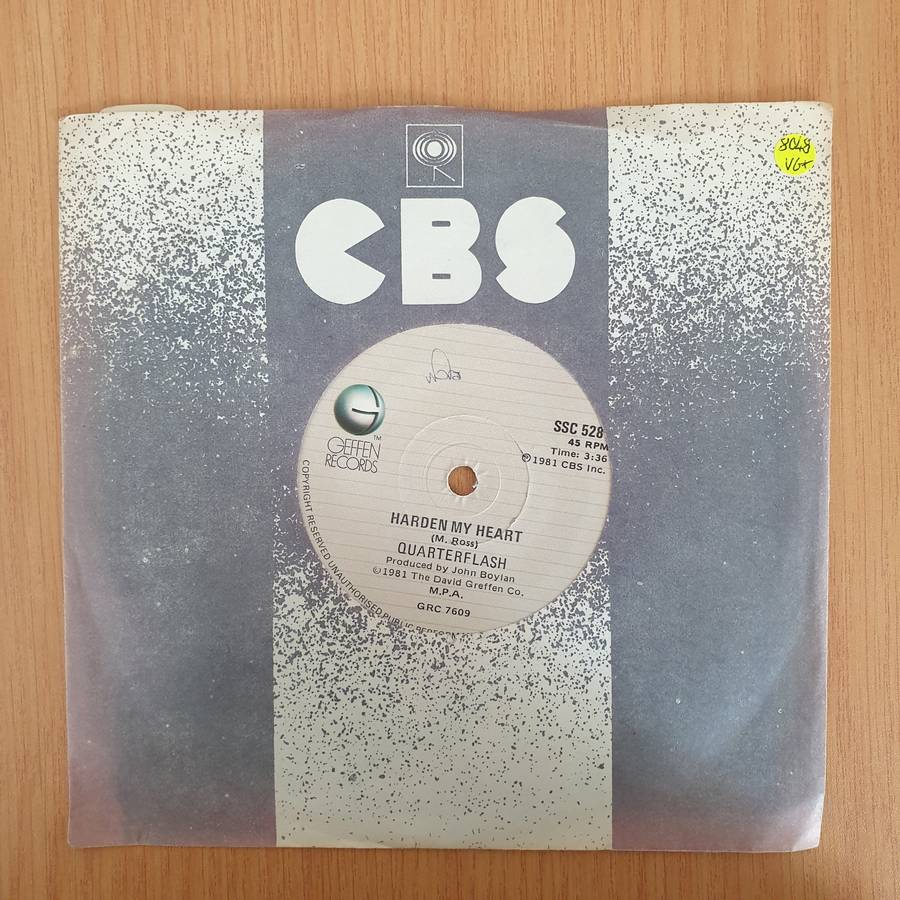 CBS
8048
VG+
GEFFEN
RECORDS
TM
SSC 528
45 RPM
Time: 3:36
℗1981 CBS Inc.
HARDEN MY HEART
(M. Ross)
QUARTERFLASH
Produced by John Boylan
©1981 The David Greffen Co.
M.P.A.
GRC 7609
COPYRIGHT RESERVED UNAUTHORISED PUBLIC